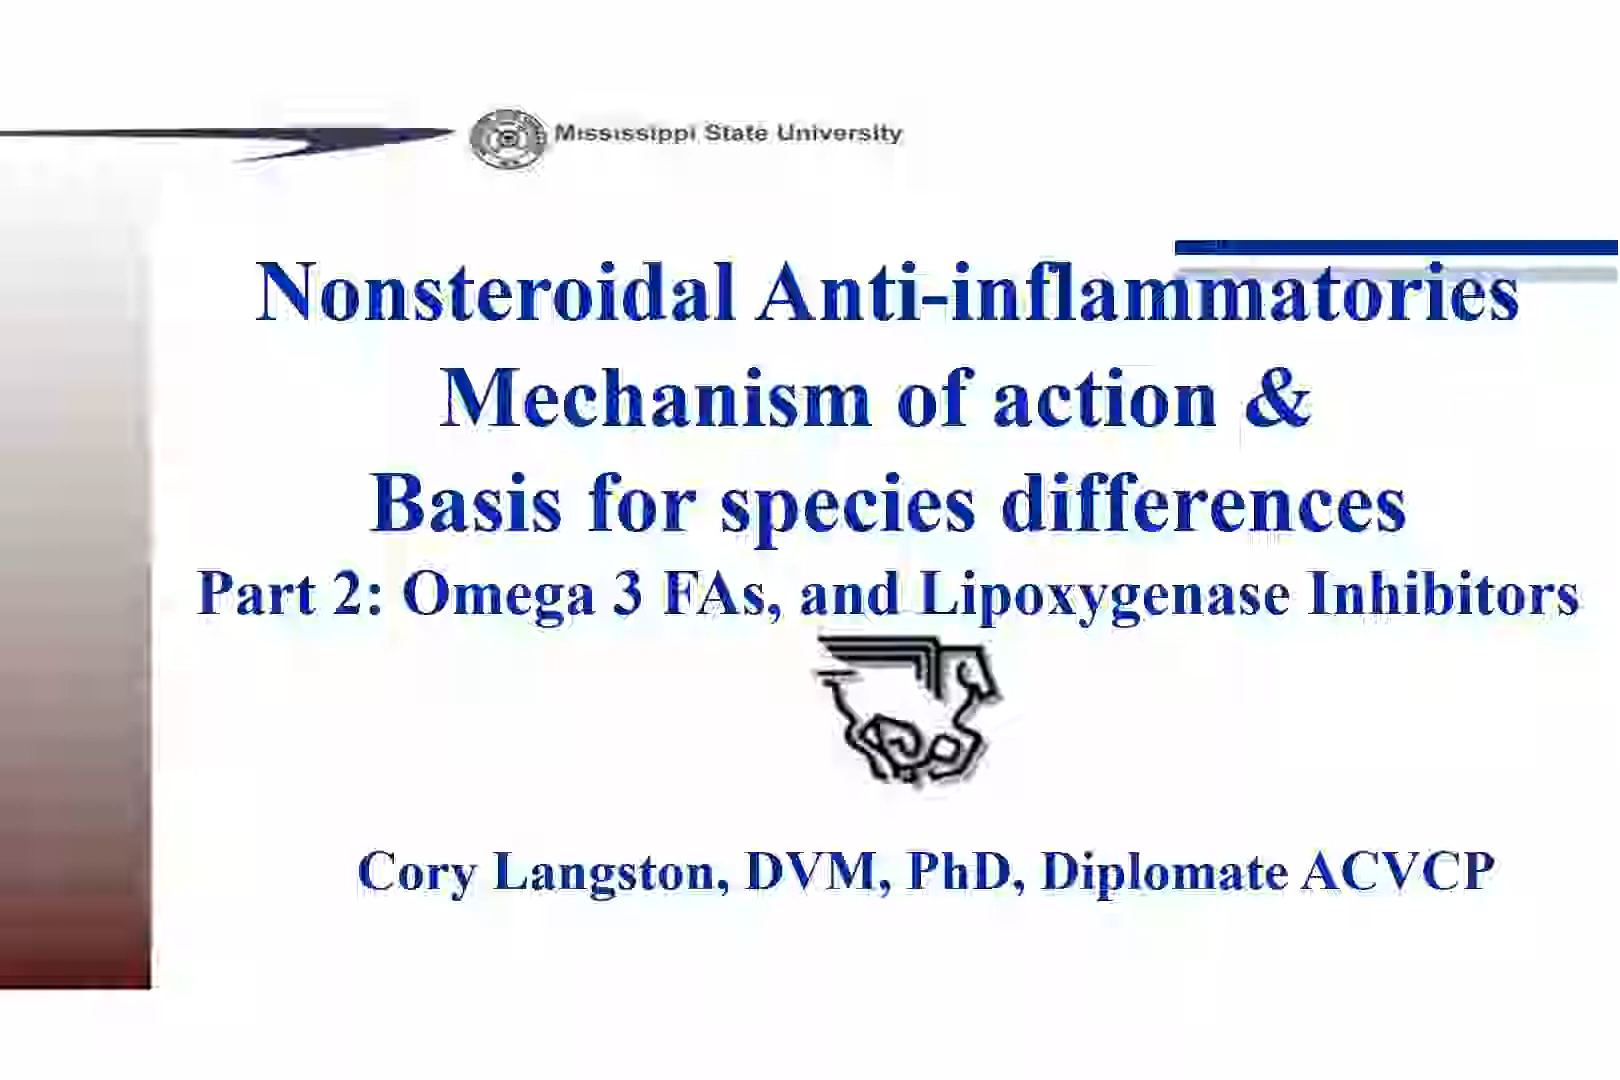 Mississippi State University
Nonsteroidal Anti-inflammatories
Mechanism of action &
Basis for species differences
Part 2: Omega 3 FAs, and Lipoxygenase Inhibitors
Cory Langston, DVM, PhD, Diplomate ACVCP